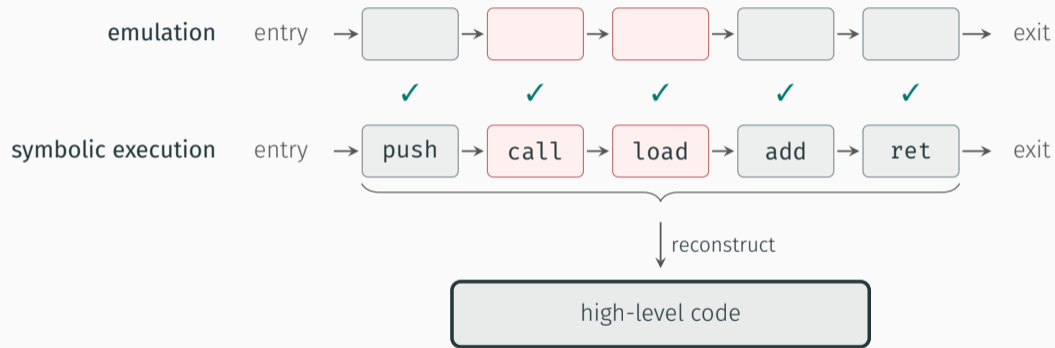 emulation entry exit
✓ ✓ ✓ ✓ ✓
symbolic execution entry push call load add ret exit
reconstruct
high-level code